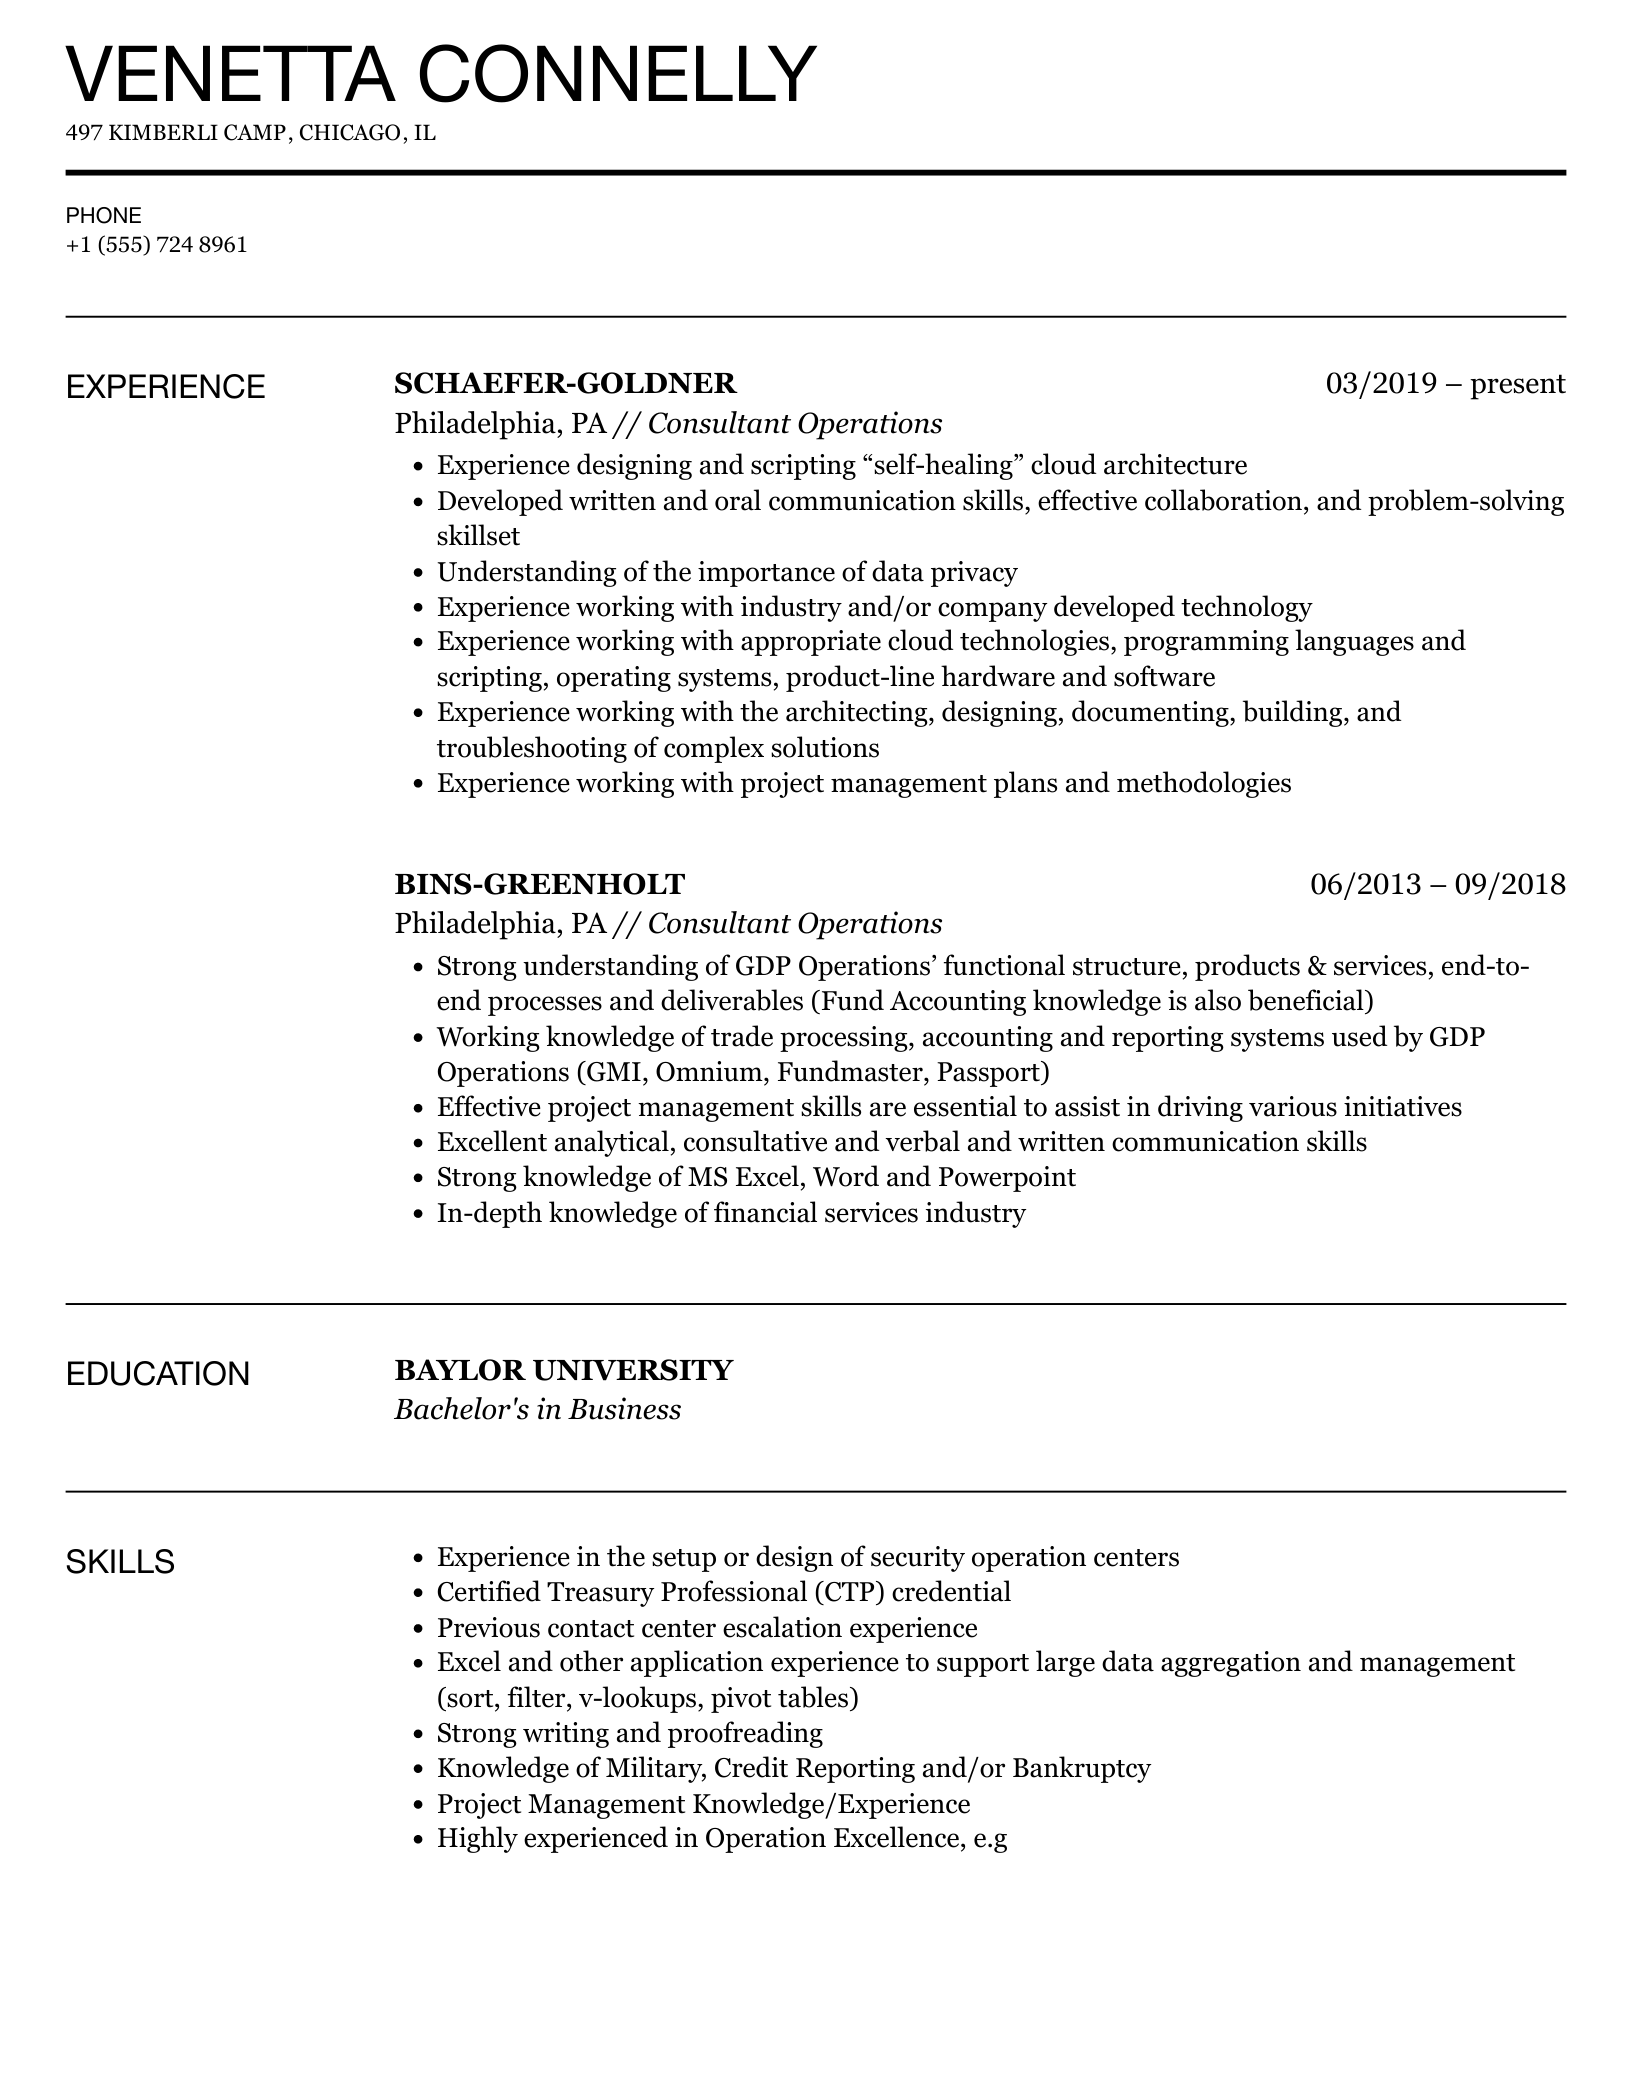 VENETTA CONNELLY
497 KIMBERLI CAMP, CHICAGO, IL
PHONE
+1 (555) 724 8961
EXPERIENCE
SCHAEFER-GOLDNER 03/2019 – present
Philadelphia, PA // Consultant Operations
• Experience designing and scripting “self-healing” cloud architecture
• Developed written and oral communication skills, effective collaboration, and problem-solving
skillset
• Understanding of the importance of data privacy
• Experience working with industry and/or company developed technology
• Experience working with appropriate cloud technologies, programming languages and
scripting, operating systems, product-line hardware and software
• Experience working with the architecting, designing, documenting, building, and
troubleshooting of complex solutions
• Experience working with project management plans and methodologies
BINS-GREENHOLT 06/2013 – 09/2018
Philadelphia, PA // Consultant Operations
• Strong understanding of GDP Operations’ functional structure, products & services, end-to-
end processes and deliverables (Fund Accounting knowledge is also beneficial)
• Working knowledge of trade processing, accounting and reporting systems used by GDP
Operations (GMI, Omnium, Fundmaster, Passport)
• Effective project management skills are essential to assist in driving various initiatives
• Excellent analytical, consultative and verbal and written communication skills
• Strong knowledge of MS Excel, Word and Powerpoint
• In-depth knowledge of financial services industry
EDUCATION
BAYLOR UNIVERSITY
Bachelor's in Business
SKILLS
• Experience in the setup or design of security operation centers
• Certified Treasury Professional (CTP) credential
• Previous contact center escalation experience
• Excel and other application experience to support large data aggregation and management
(sort, filter, v-lookups, pivot tables)
• Strong writing and proofreading
• Knowledge of Military, Credit Reporting and/or Bankruptcy
• Project Management Knowledge/Experience
• Highly experienced in Operation Excellence, e.g